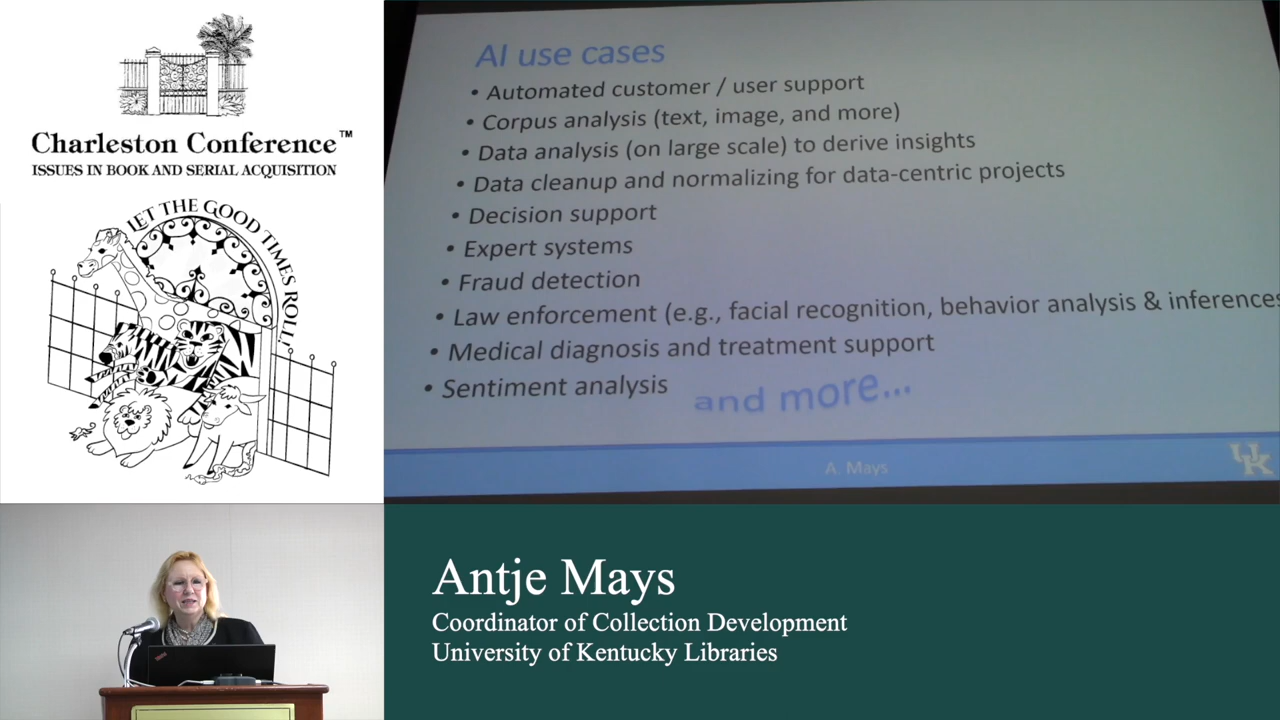 Charleston Conference™
ISSUES IN BOOK AND SERIAL ACQUISITION
LET THE GOOD TIMES ROLL!
AI use cases
• Automated customer / user support
• Corpus analysis (text, image, and more)
• Data analysis (on large scale) to derive insights
• Data cleanup and normalizing for data-centric projects
• Decision support
• Expert systems
• Fraud detection
• Law enforcement (e.g., facial recognition, behavior analysis & inferences
• Medical diagnosis and treatment support
• Sentiment analysis
and more...
A. Mays
UK
Antje Mays
Coordinator of Collection Development
University of Kentucky Libraries